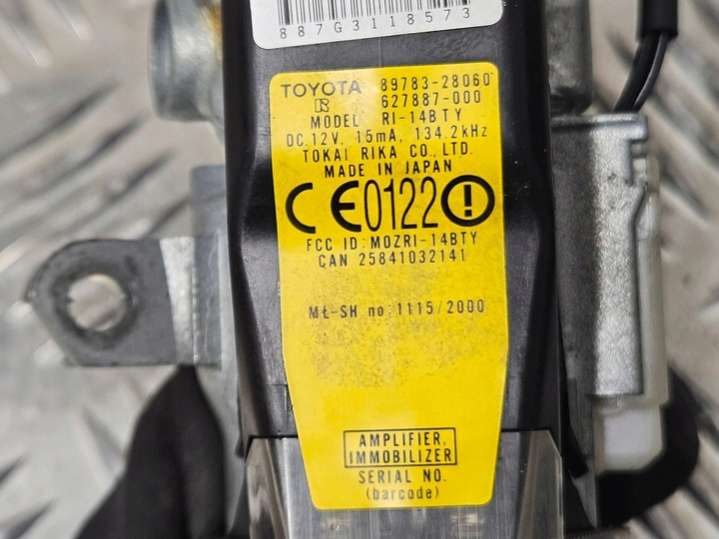 887G3118573
TOYOTA 89783-28060
R 627887-000
MODEL RI-14BTY
DC.12V, 15mA, 134.2kHz
TOKAI RIKA CO., LTD.
MADE IN JAPAN
CE0122
FCC ID: MOZRI-14BTY
CAN 25841032141
MŁ-SH no:1115/2000
AMPLIFIER,
IMMOBILIZER
SERIAL NO.
(barcode)